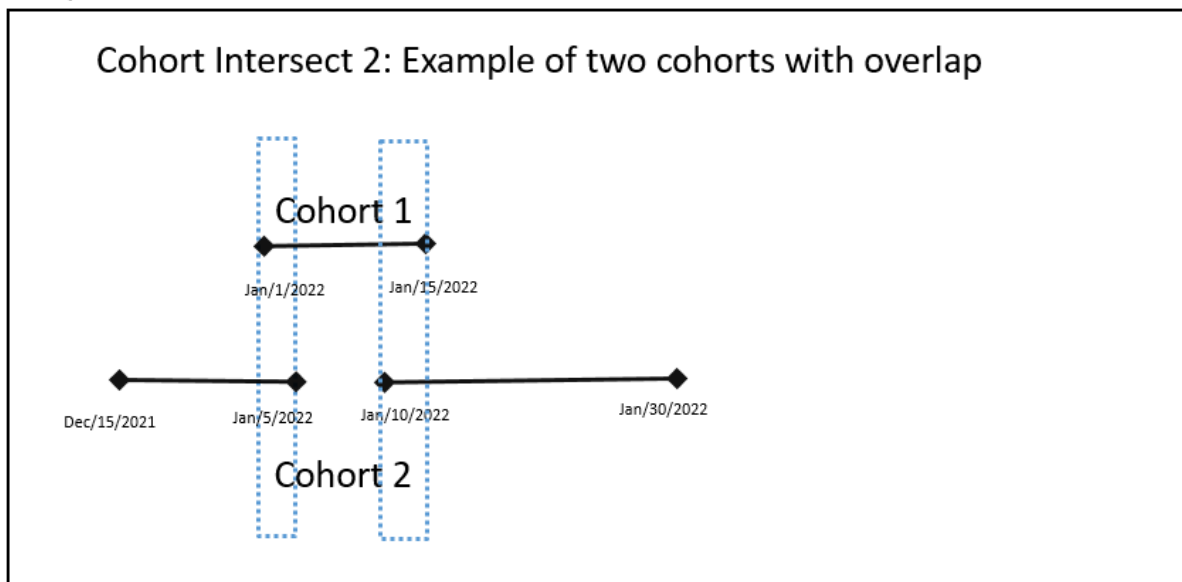 Cohort Intersect 2: Example of two cohorts with overlap
Cohort 1
Jan/1/2022
Jan/15/2022
Dec/15/2021
Jan/5/2022
Jan/10/2022
Jan/30/2022
Cohort 2